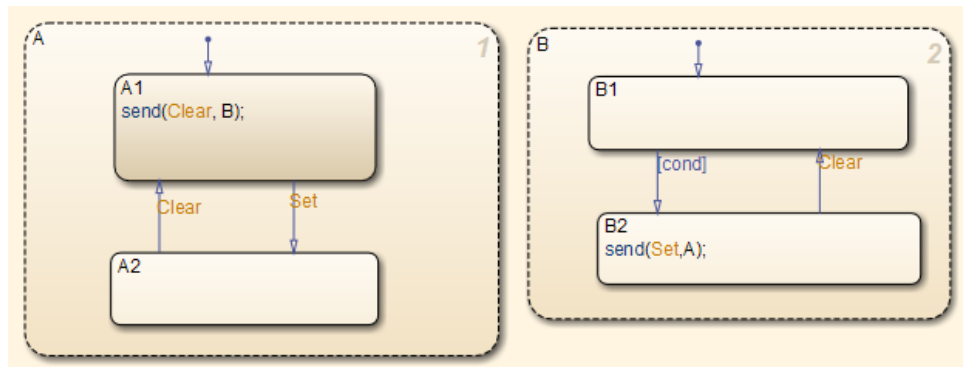 A
1
A1
send(Clear, B);
Clear
Set
A2
B
2
B1
[cond]
Clear
B2
send(Set,A);